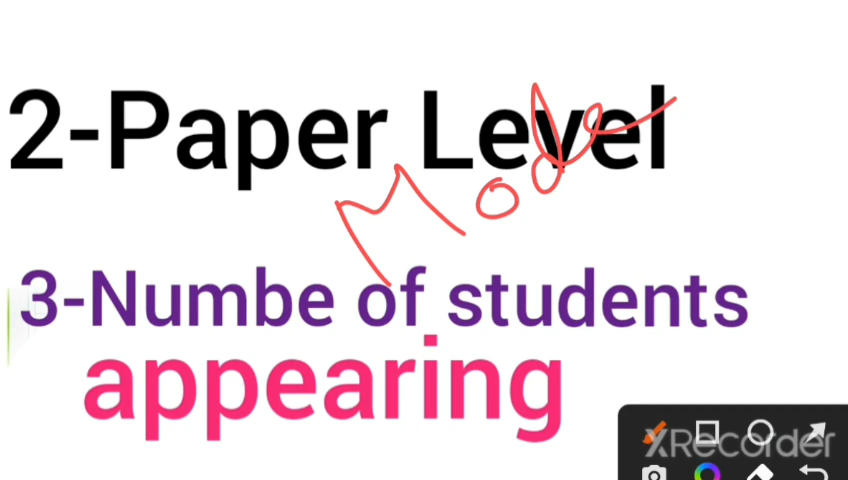 2-Paper Level
Mode
3-Numbe of students
appearing
XRecorder